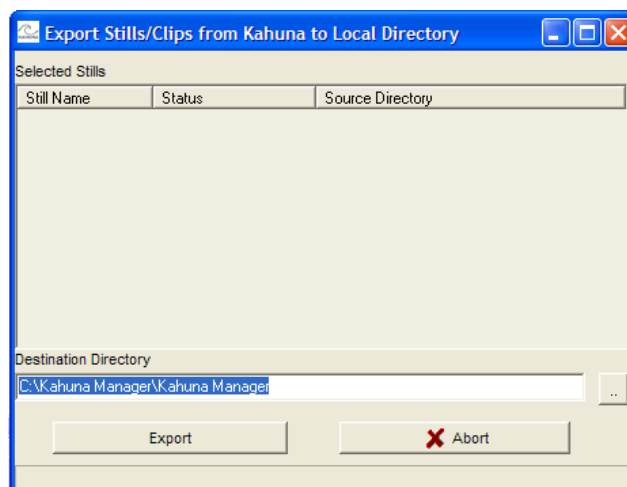 Export Stills/Clips from Kahuna to Local Directory
Selected Stills
Still Name Status Source Directory
Destination Directory
C:\Kahuna Manager\Kahuna Manager
..
Export Abort